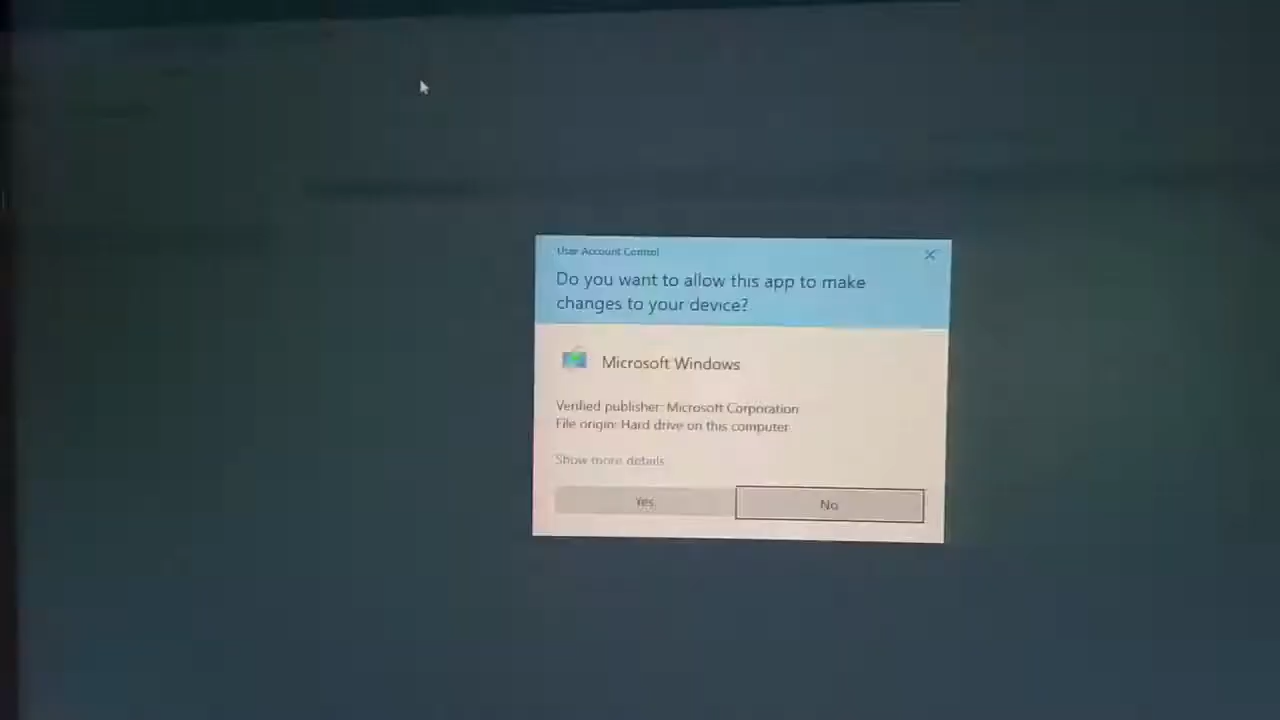 User Account Control
Do you want to allow this app to make
changes to your device?
Microsoft Windows
Verified publisher: Microsoft Corporation
File origin: Hard drive on this computer
Show more details
Yes
No